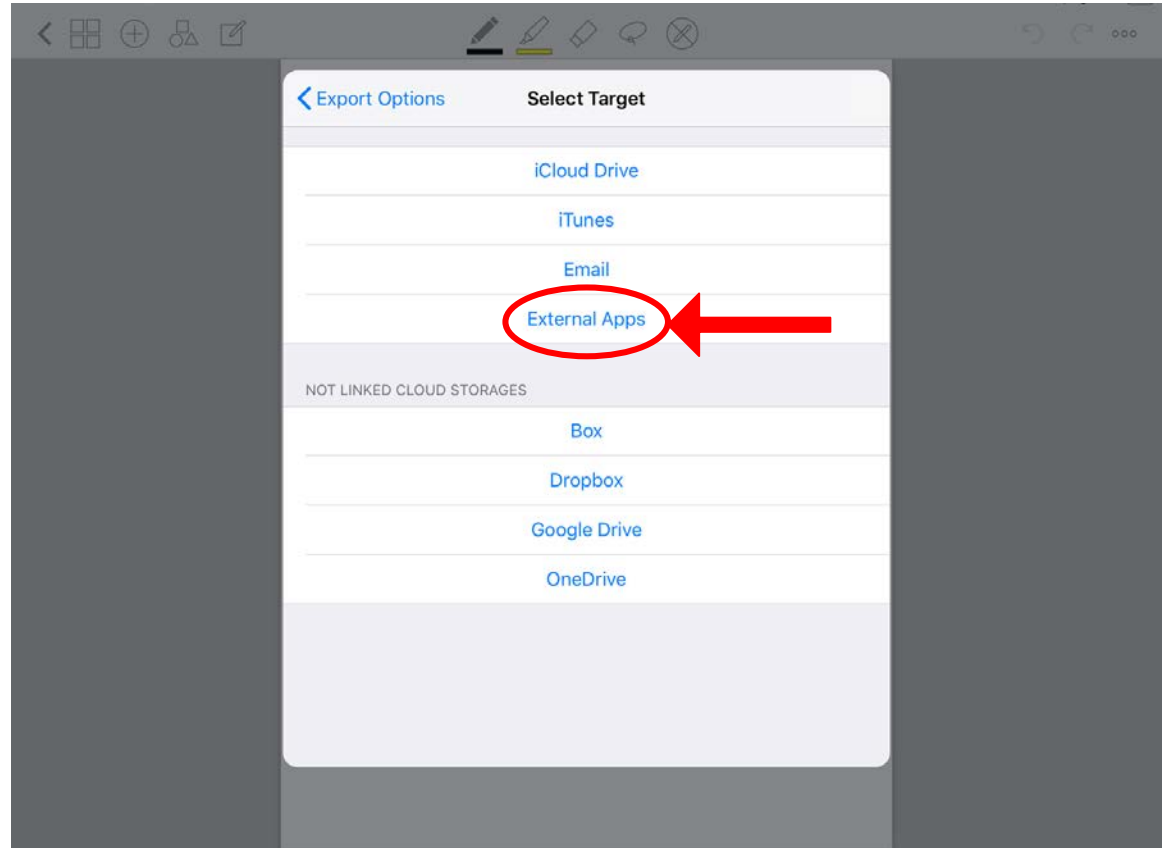 Export Options Select Target
iCloud Drive
iTunes
Email
External Apps
NOT LINKED CLOUD STORAGES
Box
Dropbox
Google Drive
OneDrive